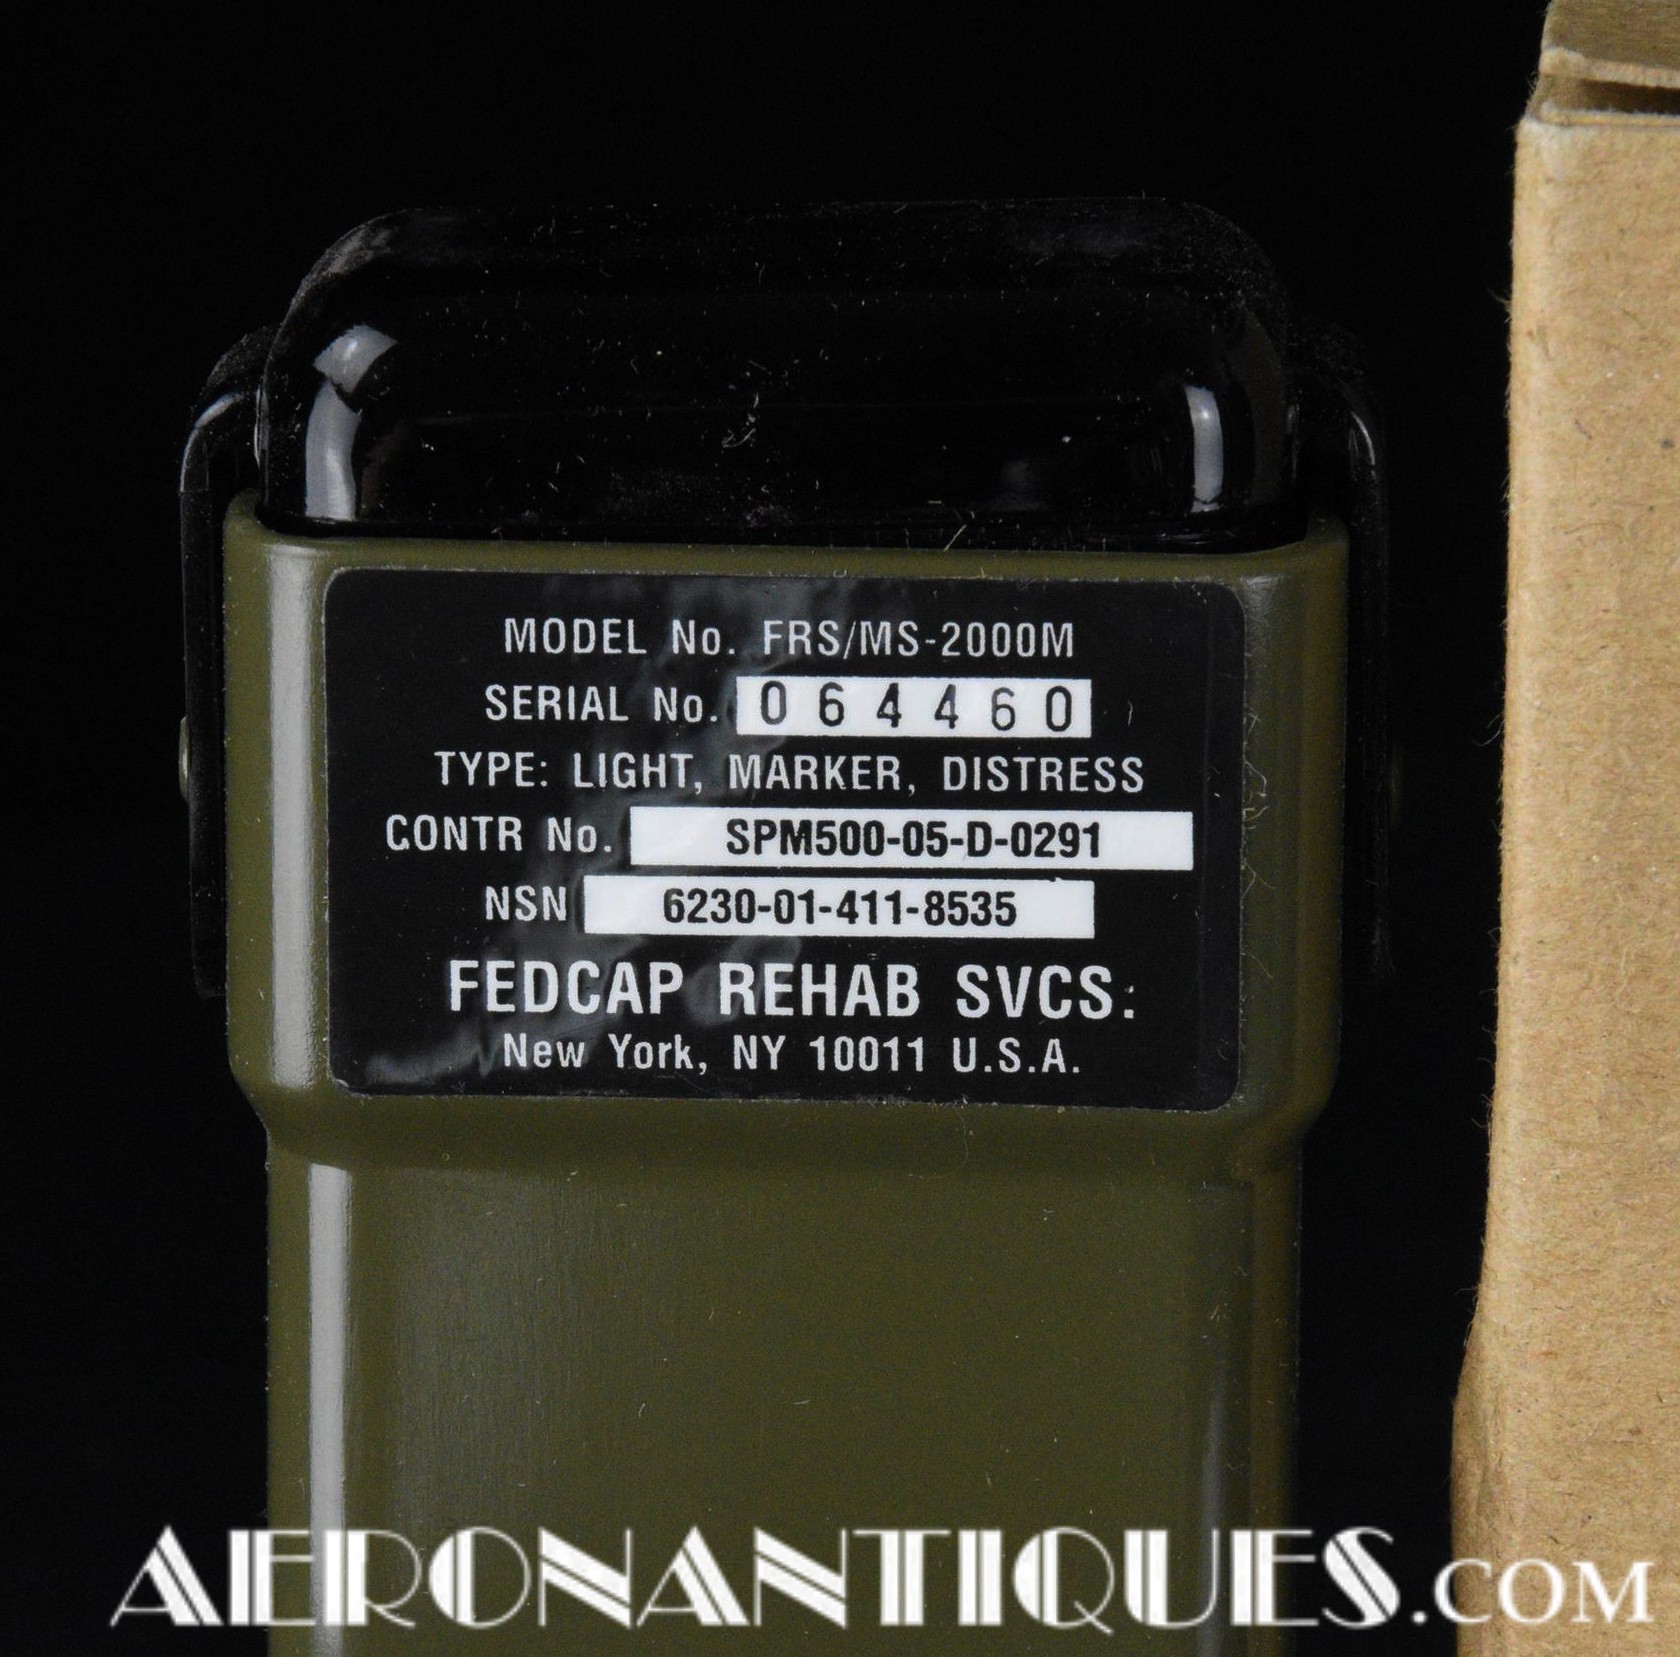 MODEL No. FRS/MS-2000M
SERIAL No. 064460
TYPE: LIGHT, MARKER, DISTRESS
CONTR No. SPM500-05-D-0291
NSN 6230-01-411-8535
FEDCAP REHAB SVCS.
New York, NY 10011 U.S.A.
AERONANTIQUES.COM